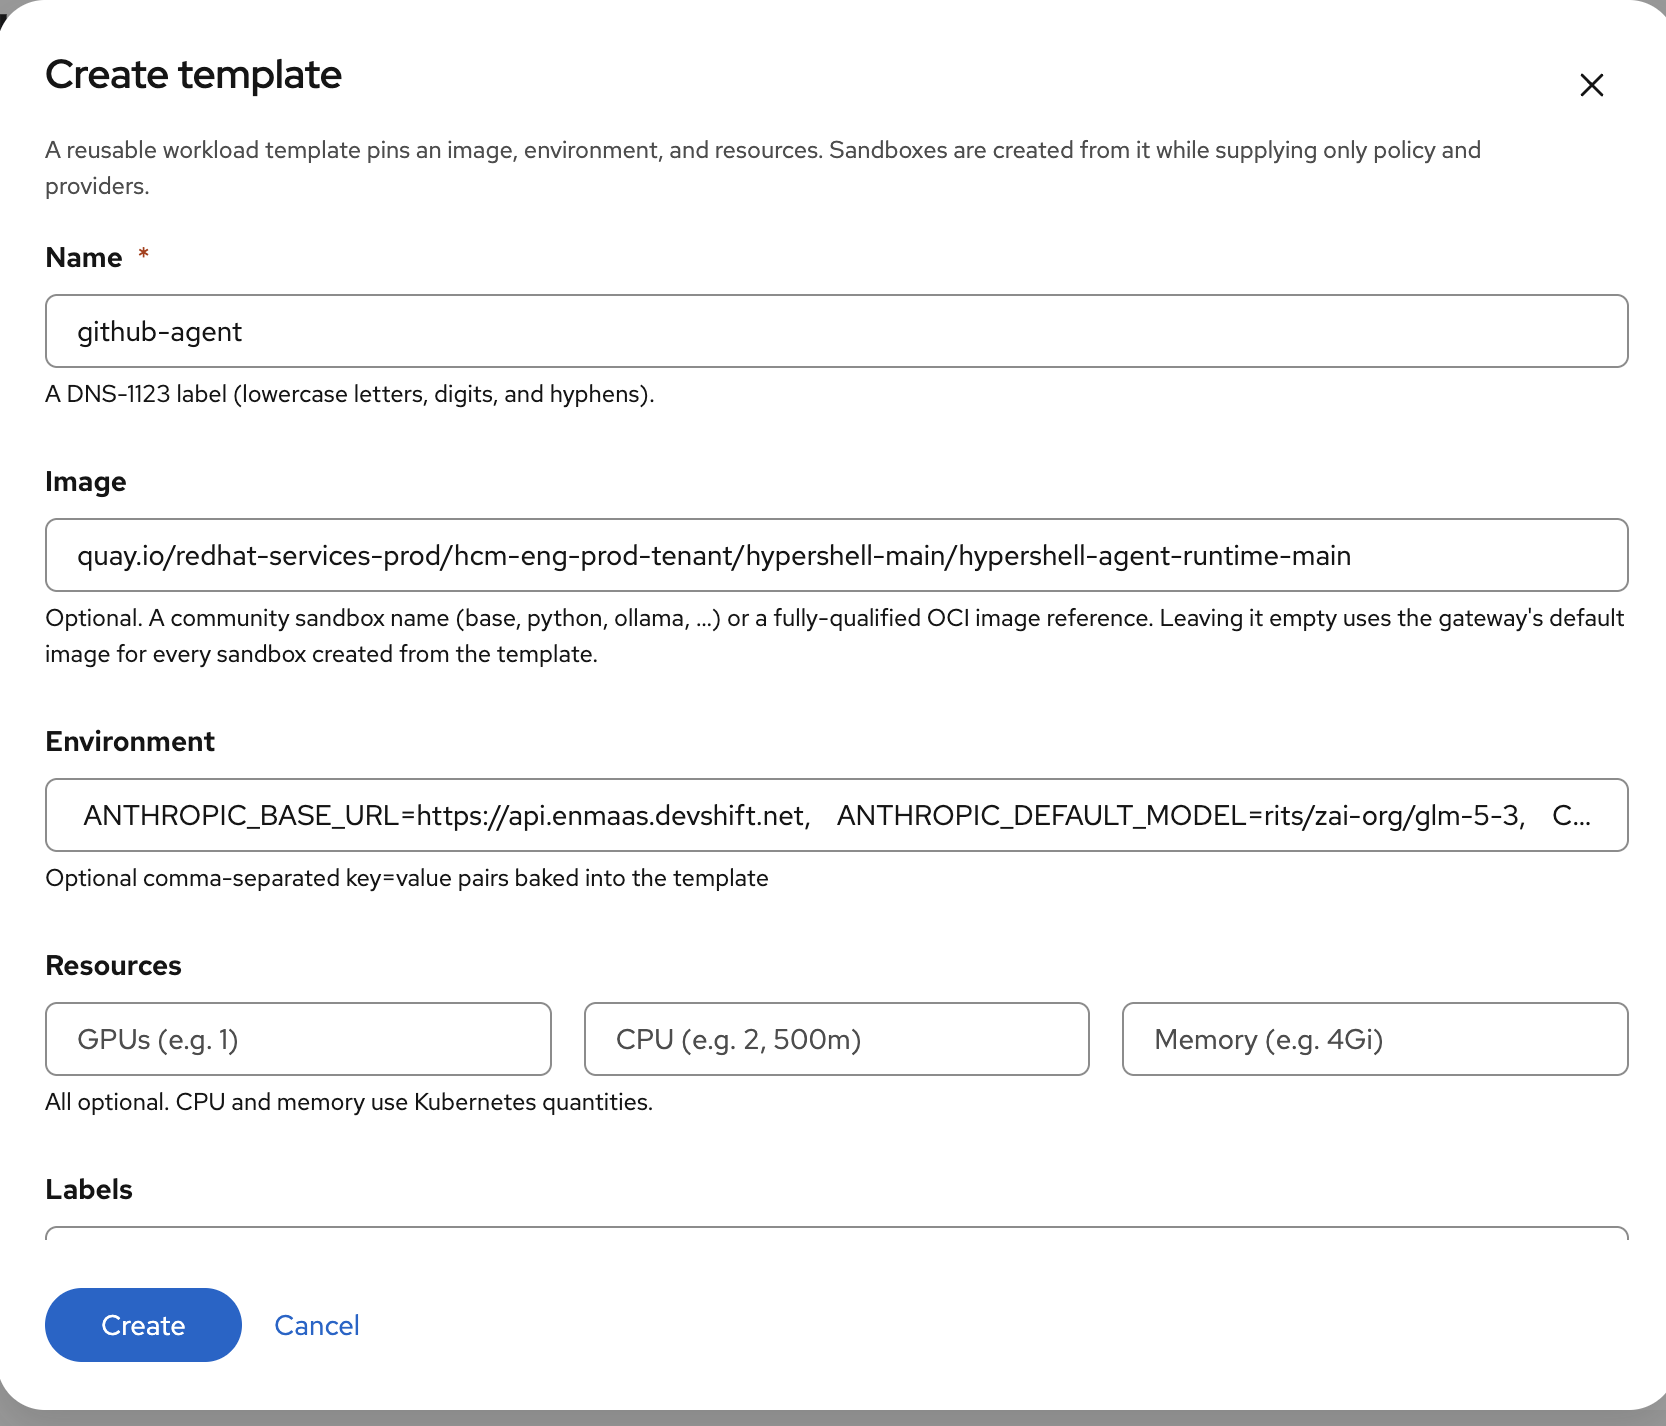 Create template
A reusable workload template pins an image, environment, and resources. Sandboxes are created from it while supplying only policy and
providers.
Name *
github-agent
A DNS-1123 label (lowercase letters, digits, and hyphens).
Image
quay.io/redhat-services-prod/hcm-eng-prod-tenant/hypershell-main/hypershell-agent-runtime-main
Optional. A community sandbox name (base, python, ollama, ...) or a fully-qualified OCI image reference. Leaving it empty uses the gateway's default
image for every sandbox created from the template.
Environment
ANTHROPIC_BASE_URL=https://api.enmaas.devshift.net, ANTHROPIC_DEFAULT_MODEL=rits/zai-org/glm-5-3, C...
Optional comma-separated key=value pairs baked into the template
Resources
GPUs (e.g. 1) CPU (e.g. 2, 500m) Memory (e.g. 4Gi)
All optional. CPU and memory use Kubernetes quantities.
Labels
Create Cancel